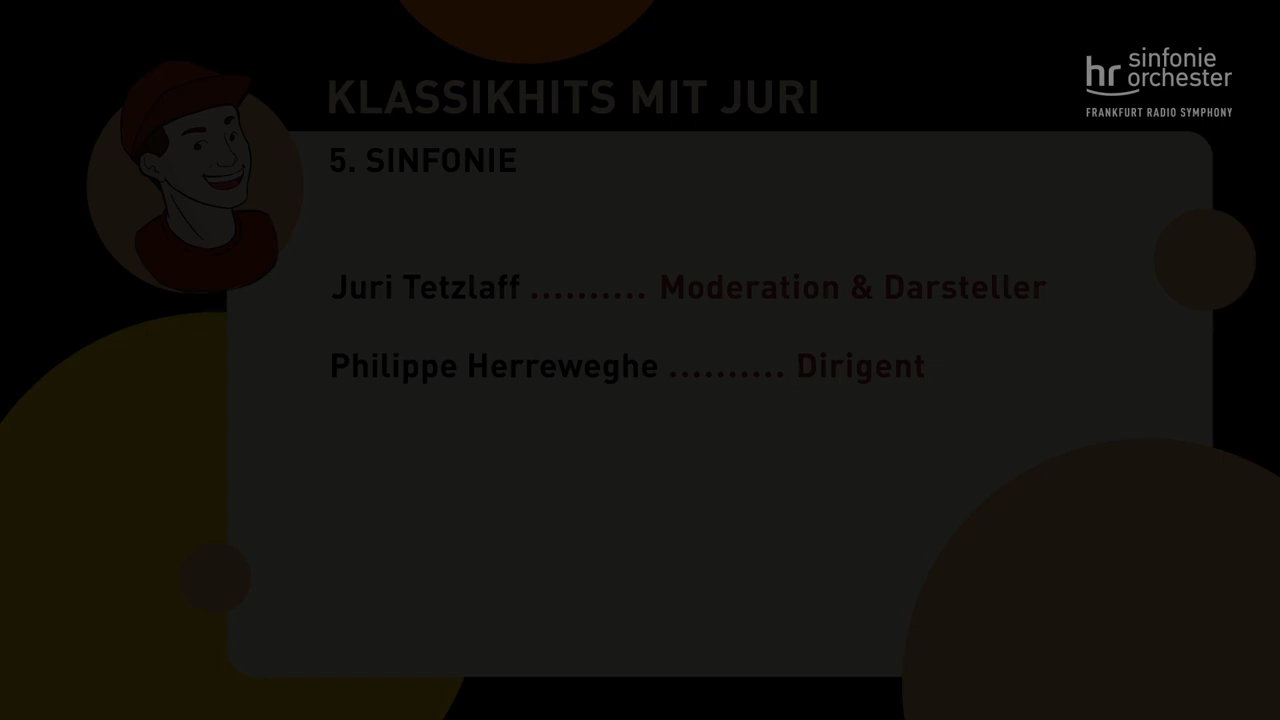 hr sinfonie
orchester
FRANKFURT RADIO SYMPHONY
KLASSIKHITS MIT JURI
5. SINFONIE
Juri Tetzlaff .......... Moderation & Darsteller
Philippe Herreweghe .......... Dirigent